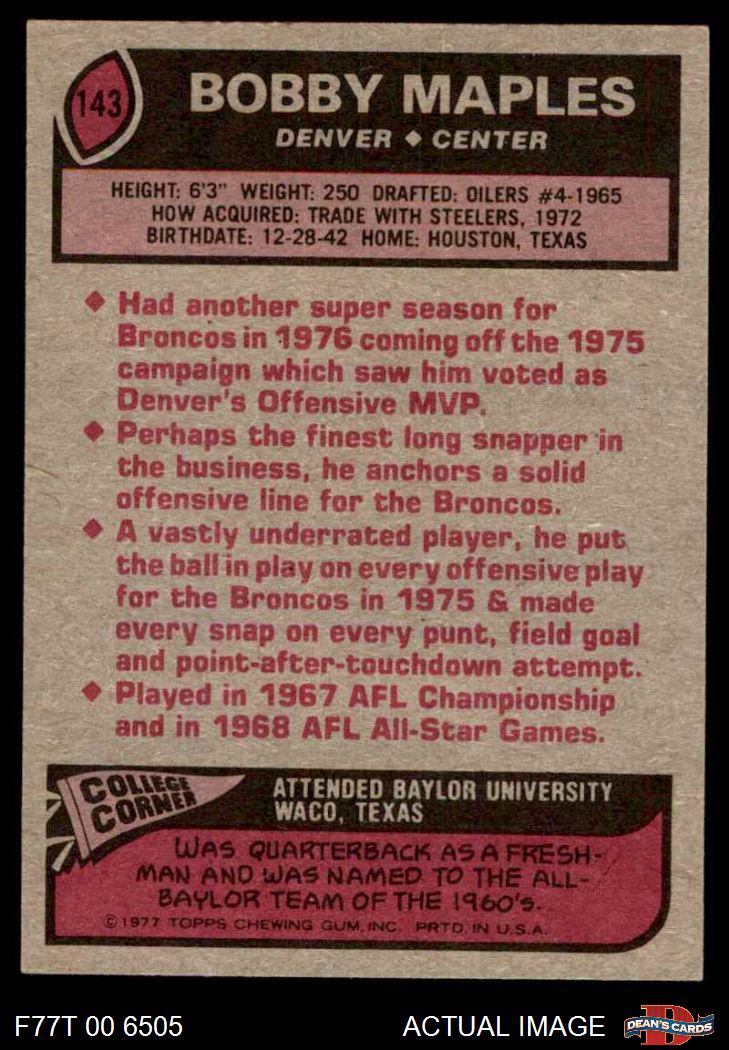 143
BOBBY MAPLES
DENVER ◆ CENTER
HEIGHT: 6'3" WEIGHT: 250 DRAFTED: OILERS #4-1965
HOW ACQUIRED: TRADE WITH STEELERS, 1972
BIRTHDATE: 12-28-42 HOME: HOUSTON, TEXAS
◆ Had another super season for
Broncos in 1976 coming off the 1975
campaign which saw him voted as
Denver's Offensive MVP.
◆ Perhaps the finest long snapper in
the business, he anchors a solid
offensive line for the Broncos.
◆ A vastly underrated player, he put
the ball in play on every offensive play
for the Broncos in 1975 & made
every snap on every punt, field goal
and point-after-touchdown attempt.
◆ Played in 1967 AFL Championship
and in 1968 AFL All-Star Games.
COLLEGE
CORNER
ATTENDED BAYLOR UNIVERSITY
WACO, TEXAS
WAS QUARTERBACK AS A FRESH-
MAN AND WAS NAMED TO THE ALL-
BAYLOR TEAM OF THE 1960's.
© 1977 TOPPS CHEWING GUM, INC. PRTD. IN U.S.A.
F77T 00 6505
ACTUAL IMAGE
D
DEAN'S CARDS